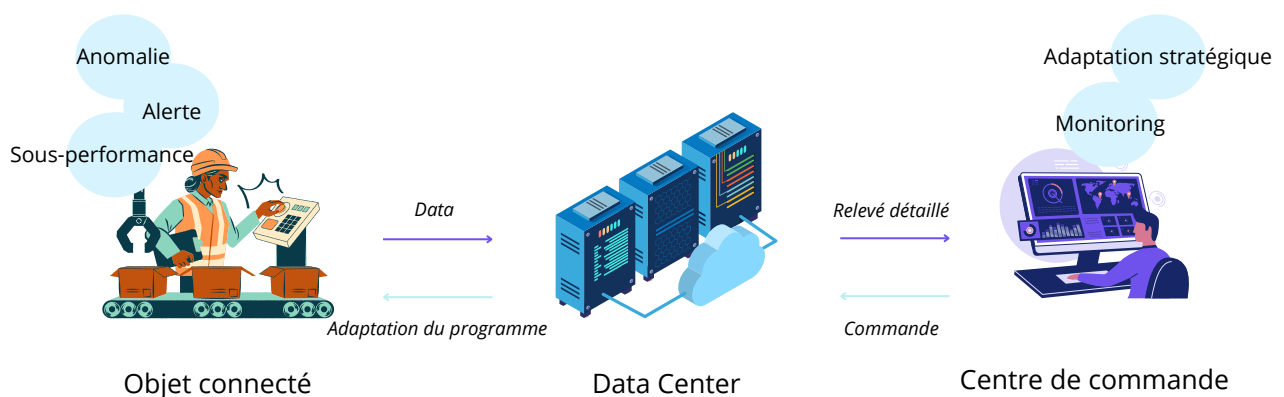 Anomalie
Alerte
Sous-performance
Adaptation stratégique
Monitoring
Data
Relevé détaillé
Adaptation du programme
Commande
Objet connecté
Data Center
Centre de commande